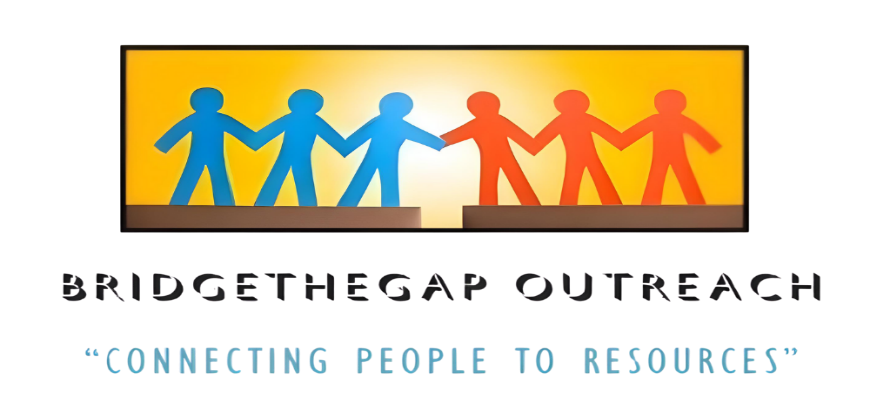 BRIDGETHEGAP OUTREACH
“CONNECTING PEOPLE TO RESOURCES”